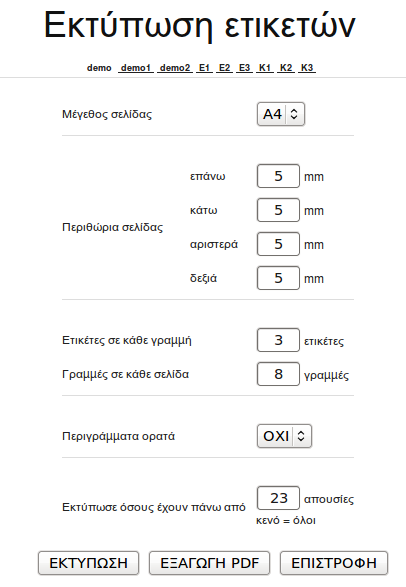 Εκτύπωση ετικετών
demo demo1 demo2 E1 E2 E3 K1 K2 K3
Μέγεθος σελίδας A4
επάνω 5 mm
κάτω 5 mm
Περιθώρια σελίδας
αριστερά 5 mm
δεξιά 5 mm
Ετικέτες σε κάθε γραμμή 3 ετικέτες
Γραμμές σε κάθε σελίδα 8 γραμμές
Περιγράμματα ορατά ΟΧΙ
Εκτύπωσε όσους έχουν πάνω από 23 απουσίες
κενό = όλοι
ΕΚΤΥΠΩΣΗ ΕΞΑΓΩΓΗ PDF ΕΠΙΣΤΡΟΦΗ